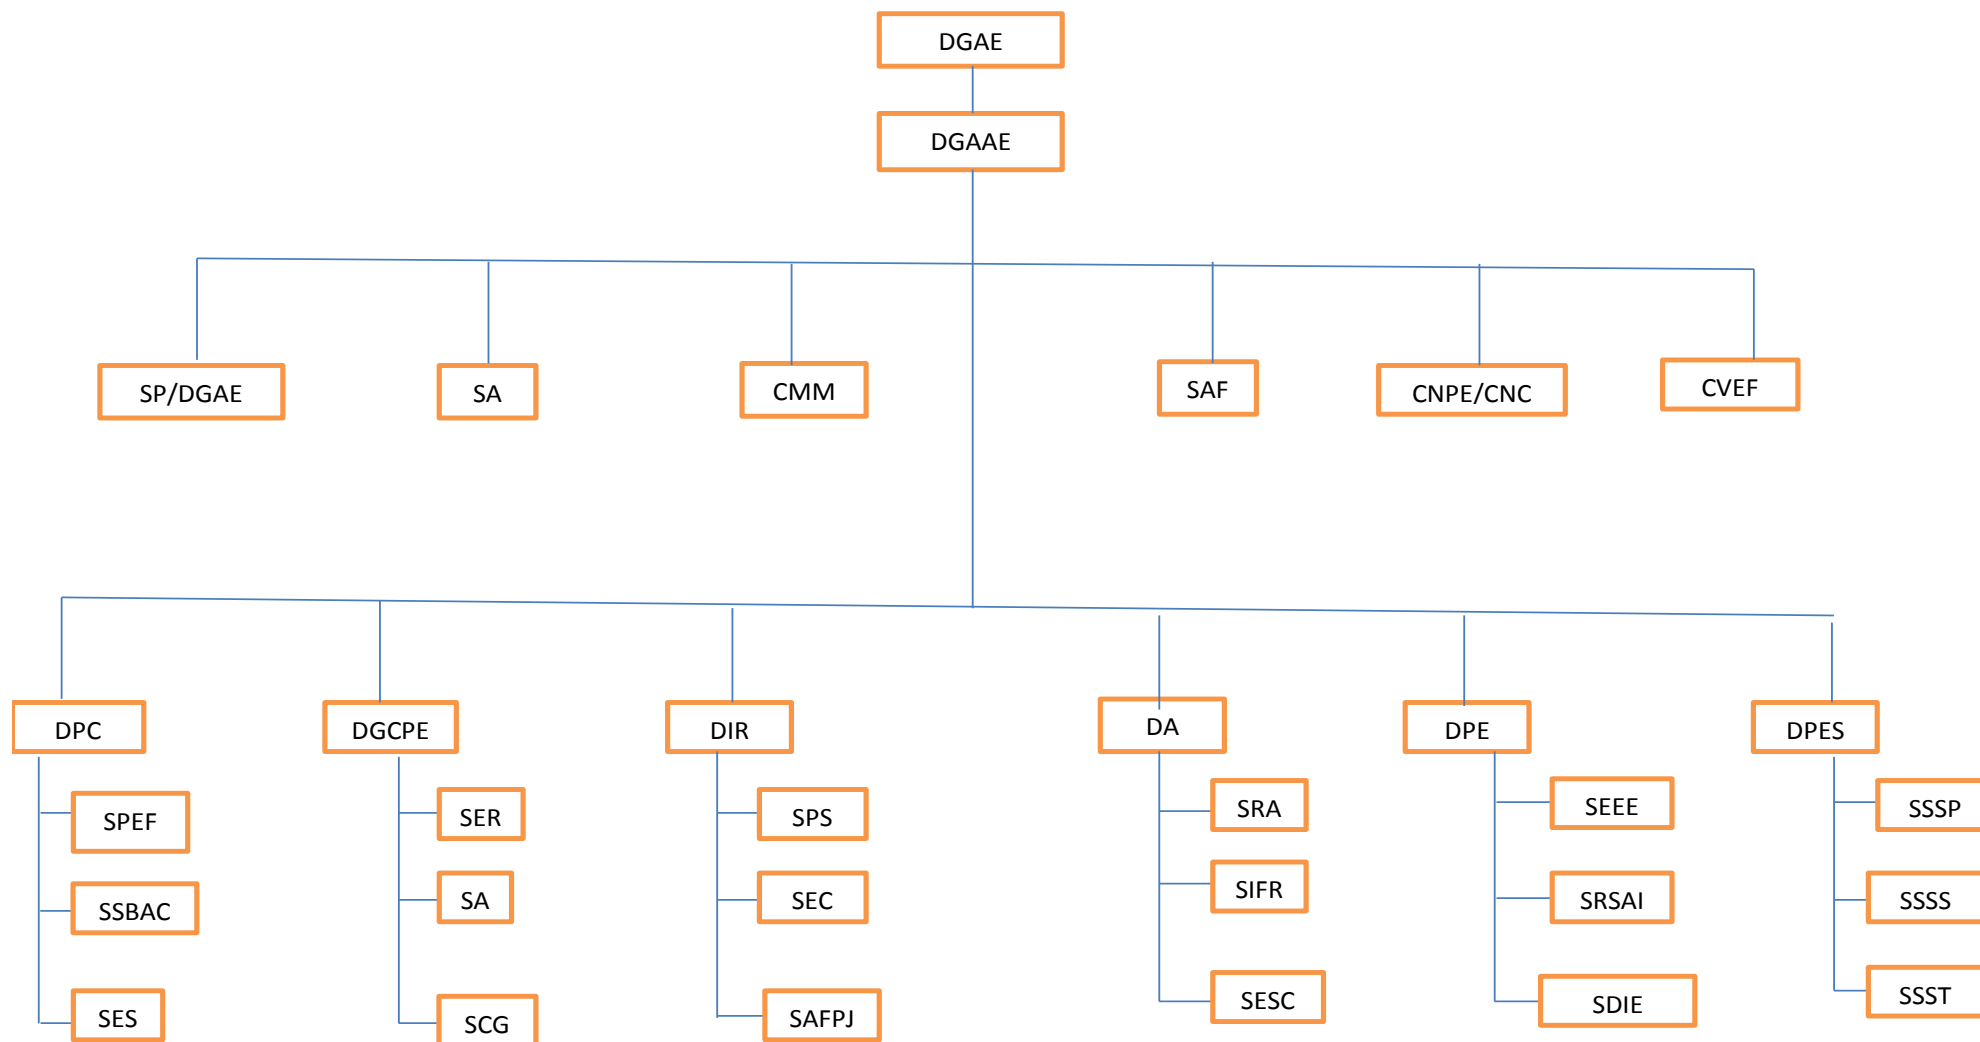 DGAE
DGAAE
SP/DGAE
SA
CMM
SAF
CNPE/CNC
CVEF
DPC
DGCPE
DIR
DA
DPE
DPES
SPEF
SER
SPS
SRA
SEEE
SSSP
SSBAC
SA
SEC
SIFR
SRSAI
SSSS
SES
SCG
SAFPJ
SESC
SDIE
SSST